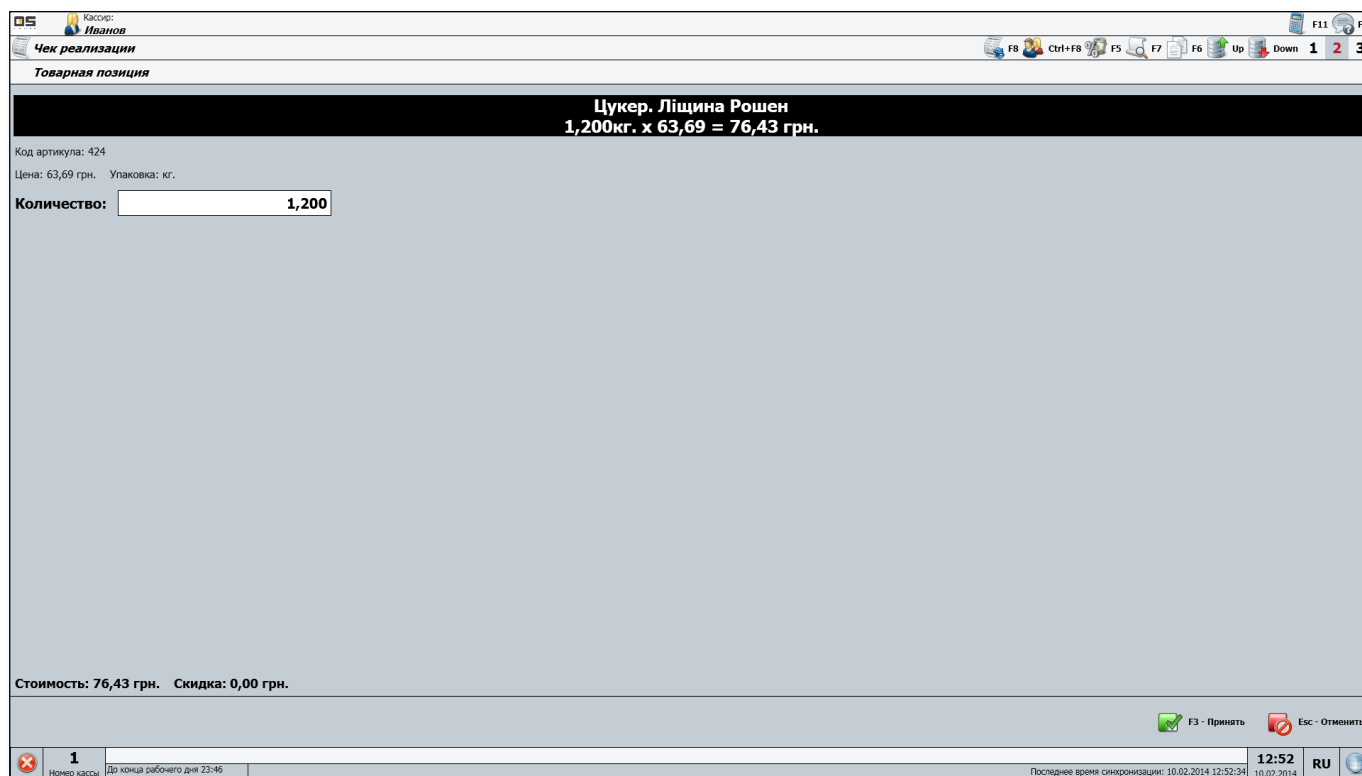 QS
Кассир:
Иванов
F11
F
Чек реализации
F8 Ctrl+F8 F5 F7 F6 Up Down 1 2 3
Товарная позиция
Цукер. Ліщина Рошен
1,200кг. x 63,69 = 76,43 грн.
Код артикула: 424
Цена: 63,69 грн. Упаковка: кг.
Количество: 1,200
Стоимость: 76,43 грн. Скидка: 0,00 грн.
F3 - Принять Esc - Отменить
1
Номер кассы
До конца рабочего дня 23:46
Последнее время синхронизации: 10.02.2014 12:52:34
12:52
10.02.2014
RU